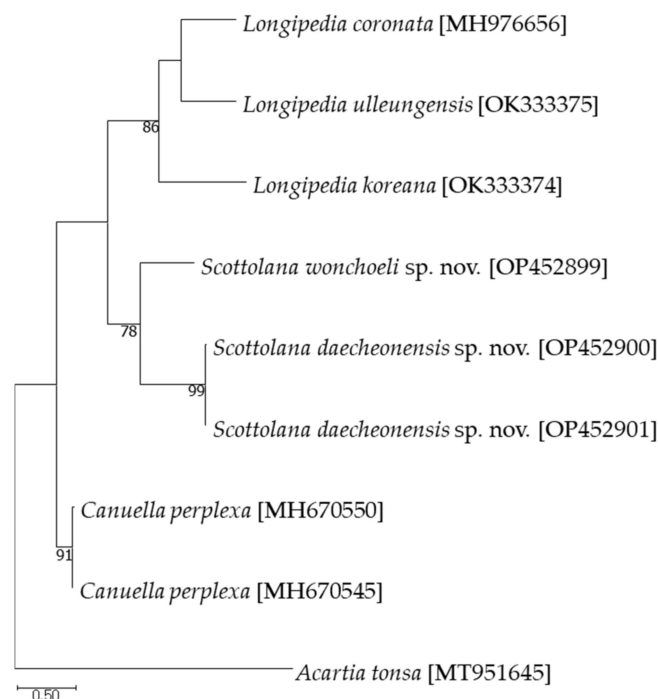 Longipedia coronata [MH976656]
Longipedia ulleungensis [OK333375]
86
Longipedia koreana [OK333374]
Scottolana wonchoeli sp. nov. [OP452899]
78
Scottolana daecheonensis sp. nov. [OP452900]
99
Scottolana daecheonensis sp. nov. [OP452901]
Canuella perplexa [MH670550]
91
Canuella perplexa [MH670545]
Acartia tonsa [MT951645]
0.50